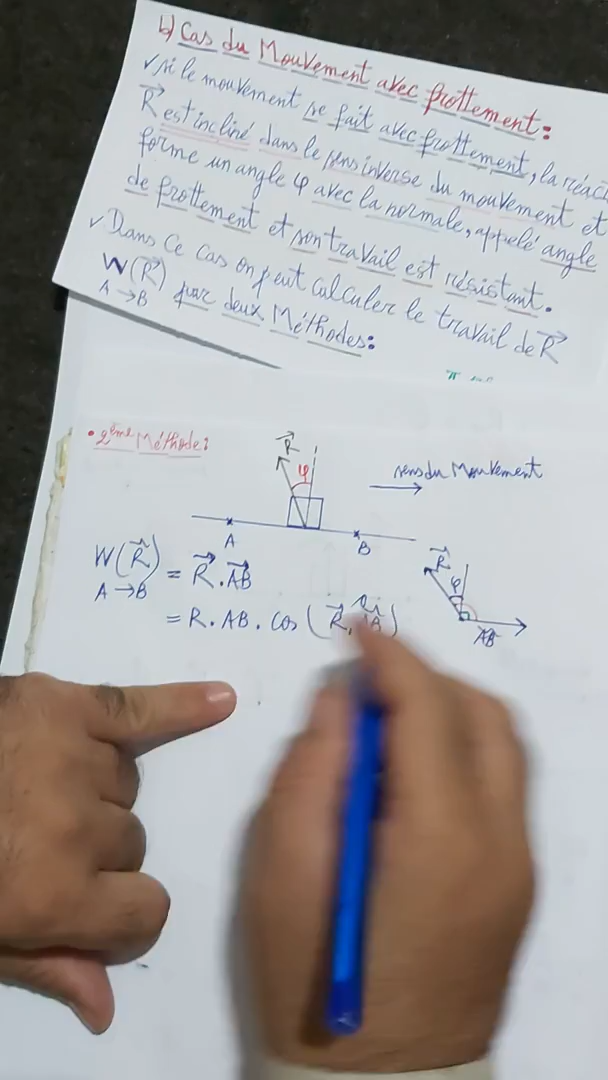 b) Cas du Mouvement avec frottement:
✓ si le mouvement se fait avec frottement, la réac
R⃗ est incliné dans le sens inverse du mouvement et
forme un angle φ avec la normale, appelé angle
de frottement et son travail est résistant.
✓ Dans ce cas on peut calculer le travail de R⃗
W(R⃗) par deux Méthodes:
A→B
• 2ème Méthode:
R⃗
φ
sens du Mouvement
A
B
W(R⃗) = R⃗.AB⃗
A→B
= R.AB.cos(R⃗,
R⃗
φ
AB⃗